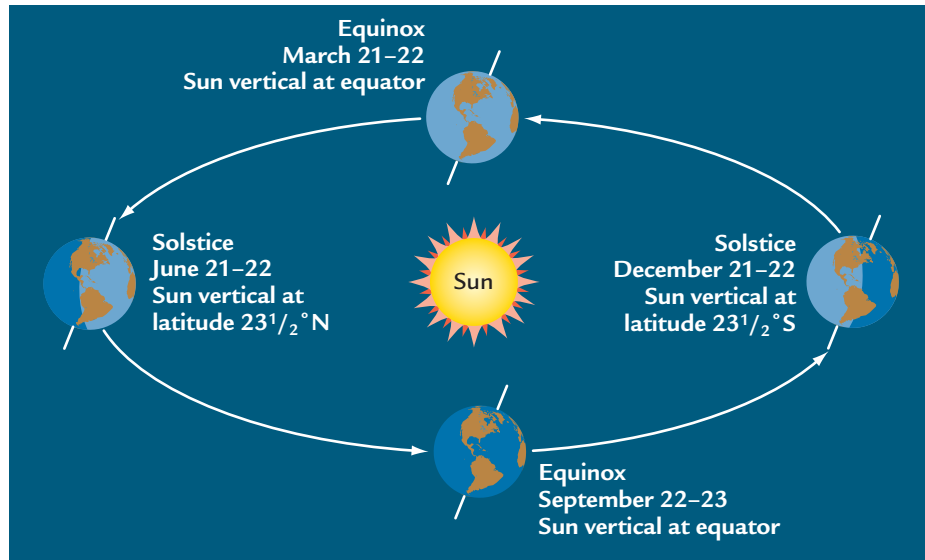 Equinox
March 21–22
Sun vertical at equator
Solstice
June 21–22
Sun vertical at
latitude 23¹/₂°N
Sun
Solstice
December 21–22
Sun vertical at
latitude 23¹/₂°S
Equinox
September 22–23
Sun vertical at equator